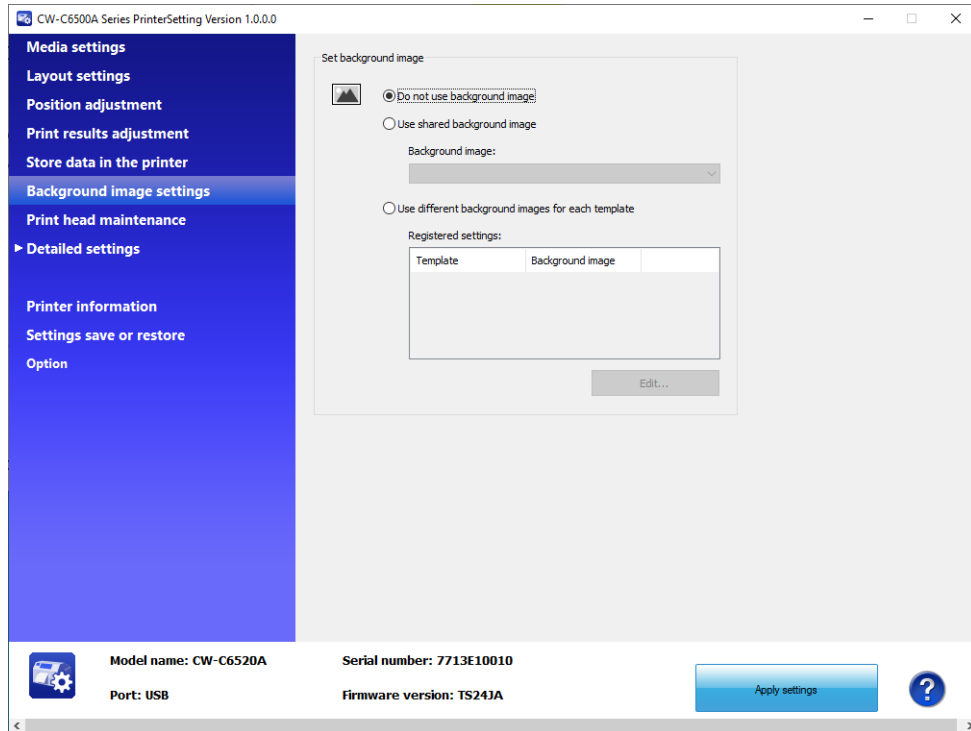 CW-C6500A Series PrinterSetting Version 1.0.0.0
Media settings
Layout settings
Position adjustment
Print results adjustment
Store data in the printer
Background image settings
Print head maintenance
Detailed settings
Printer information
Settings save or restore
Option
Set background image
Do not use background image
Use shared background image
Background image:
Use different background images for each template
Registered settings:
Template Background image
Edit...
Model name: CW-C6520A Serial number: 7713E10010
Port: USB Firmware version: TS24JA
Apply settings
?